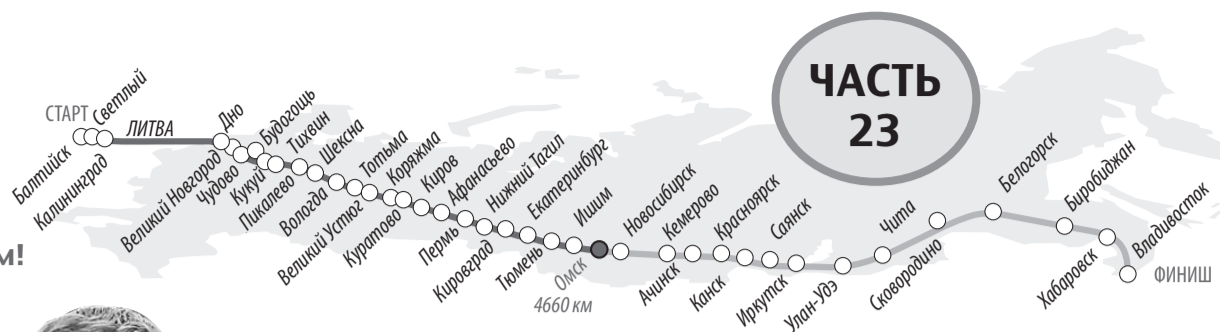 ЧАСТЬ
23
СТАРТ
Балтийск
Светлый
Калининград
ЛИТВА
Дно
Великий Новгород
Чудово
Будогощь
Кукуй
Тихвин
Пикалево
Шексна
Вологда
Тотьма
Великий Устюг
Коряжма
Куратово
Киров
Афанасьево
Пермь
Нижний Тагил
Кировград
Екатеринбург
Тюмень
Ишим
Омск
4660 км
Новосибирск
Кемерово
Ачинск
Красноярск
Канск
Саянск
Иркутск
Улан-Удэ
Чита
Сковородино
Белогорск
Биробиджан
Хабаровск
Владивосток
ФИНИШ
м!